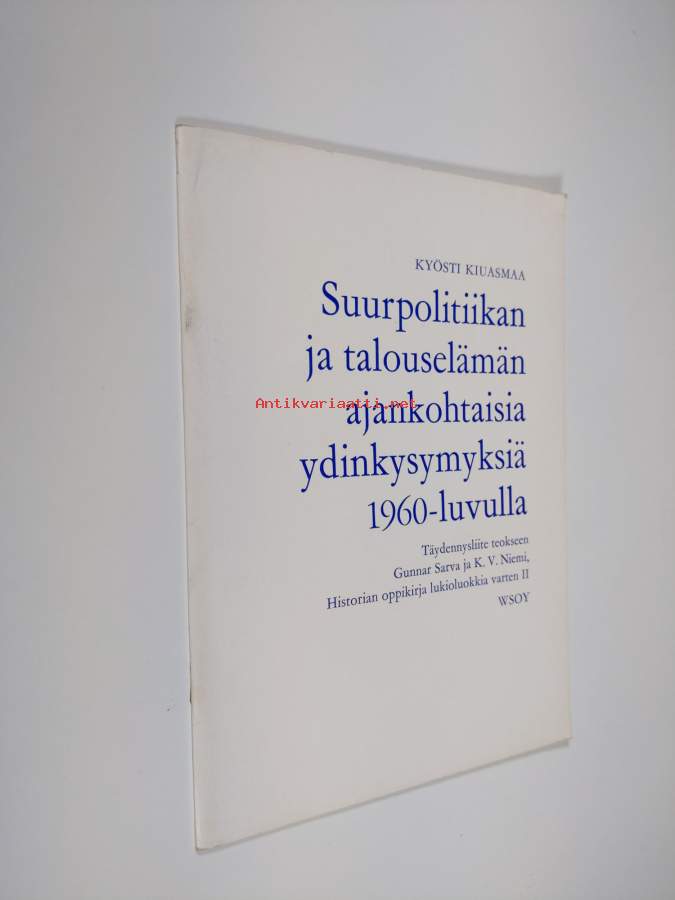 KYÖSTI KIUASMAA
Suurpolitiikan
ja talouselämän
Antikvariaatti.net
ajankohtaisia
ydinkysymyksiä
1960-luvulla
Täydennysliite teokseen
Gunnar Sarva ja K. V. Niemi,
Historian oppikirja lukioluokkia varten II
WSOY